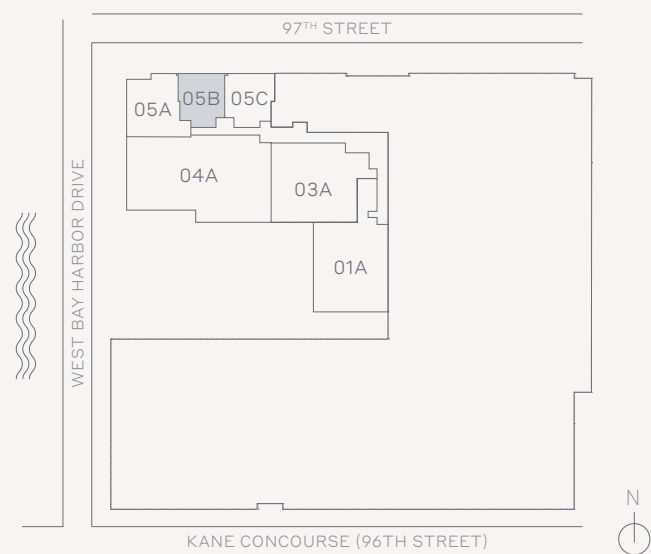 97TH STREET
05A
05B
05C
04A
03A
01A
WEST BAY HARBOR DRIVE
N
KANE CONCOURSE (96TH STREET)